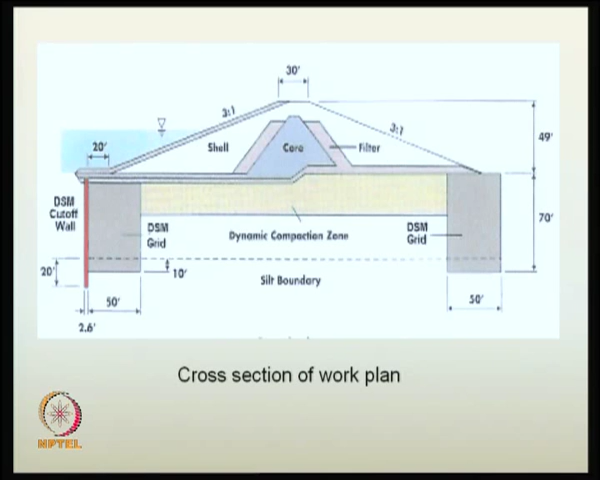 30'
3:1
3:1
20'
Shell
Core
Filter
49'
DSM
Cutoff
Wall
DSM
Grid
Dynamic Compaction Zone
DSM
Grid
70'
20'
10'
Silt Boundary
50'
50'
2.6'
Cross section of work plan
NPTEL